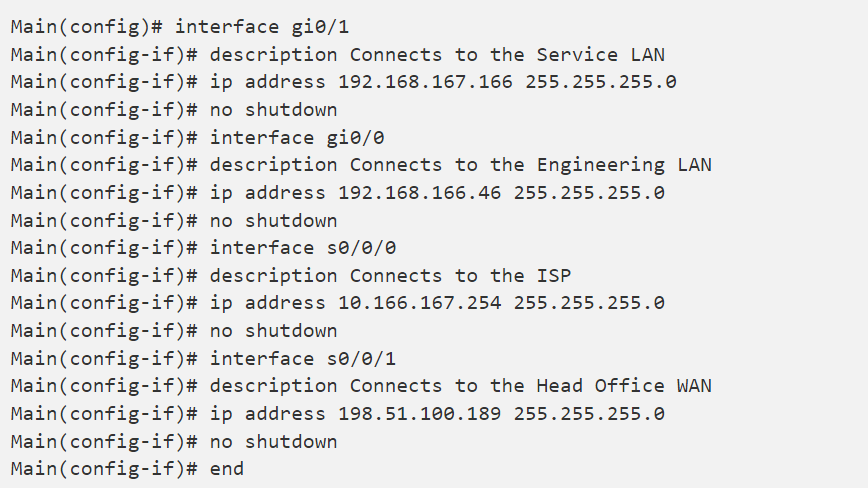 Main(config)# interface gi0/1
Main(config-if)# description Connects to the Service LAN
Main(config-if)# ip address 192.168.167.166 255.255.255.0
Main(config-if)# no shutdown
Main(config-if)# interface gi0/0
Main(config-if)# description Connects to the Engineering LAN
Main(config-if)# ip address 192.168.166.46 255.255.255.0
Main(config-if)# no shutdown
Main(config-if)# interface s0/0/0
Main(config-if)# description Connects to the ISP
Main(config-if)# ip address 10.166.167.254 255.255.255.0
Main(config-if)# no shutdown
Main(config-if)# interface s0/0/1
Main(config-if)# description Connects to the Head Office WAN
Main(config-if)# ip address 198.51.100.189 255.255.255.0
Main(config-if)# no shutdown
Main(config-if)# end